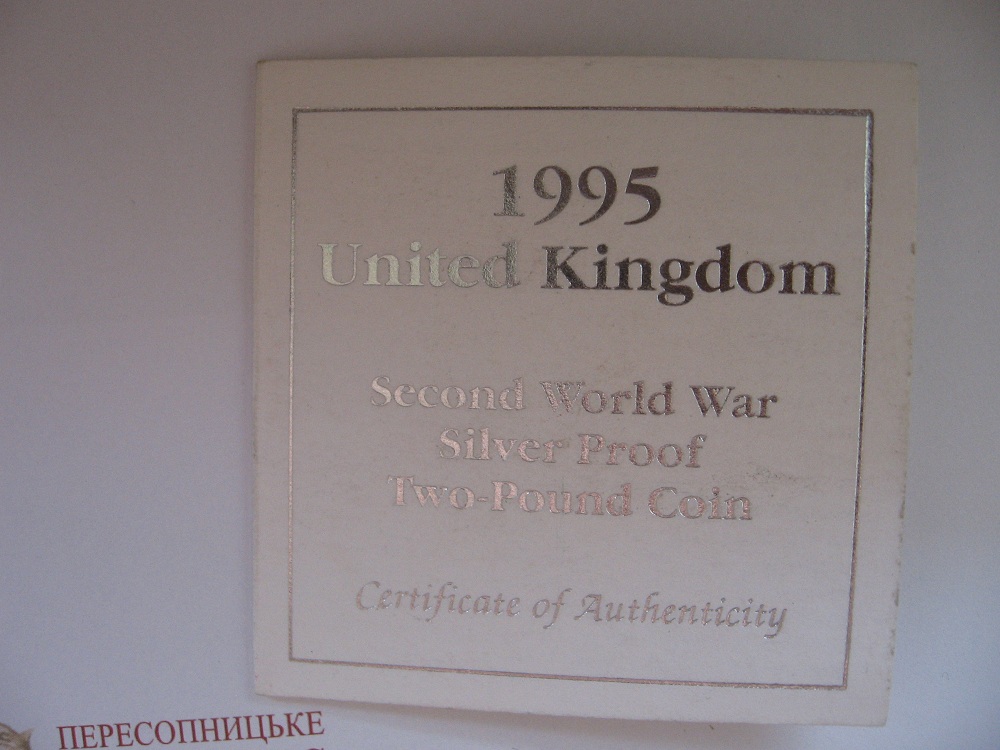 1995
United Kingdom
Second World War
Silver Proof
Two-Pound Coin
Certificate of Authenticity
ПЕРЕСОПНИЦЬКЕ